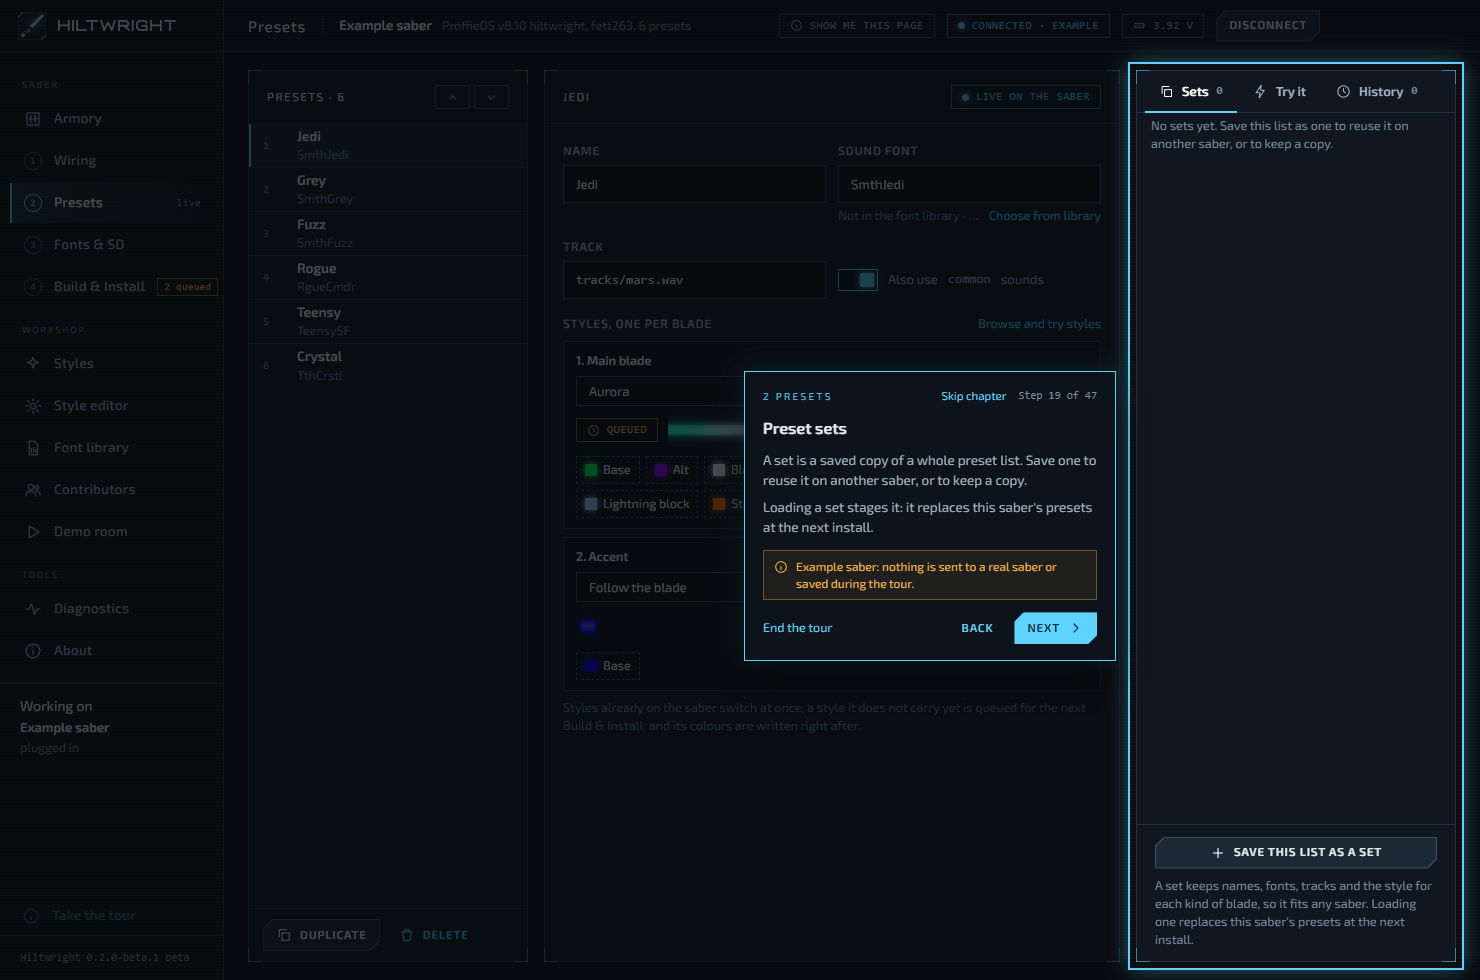 HILTWRIGHT
Presets
Example saber
ProffieOS v8.10 hiltwright, fett263, 6 presets
SHOW ME THIS PAGE
CONNECTED · EXAMPLE
3.92 V
DISCONNECT
SABER
Armory
1 Wiring
2 Presets live
3 Fonts & SD
4 Build & Install 2 queued
WORKSHOP
Styles
Style editor
Font library
Contributors
Demo room
TOOLS
Diagnostics
About
Working on
Example saber
plugged in
Take the tour
Hiltwright 0.2.0-beta.1 beta
PRESETS · 6
1 Jedi
SmthJedi
2 Grey
SmthGrey
3 Fuzz
SmthFuzz
4 Rogue
RgueCmdr
5 Teensy
TeensySF
6 Crystal
TthCrstl
DUPLICATE
DELETE
JEDI
LIVE ON THE SABER
NAME
Jedi
SOUND FONT
SmthJedi
Not in the font library · ... Choose from library
TRACK
tracks/mars.wav
Also use common sounds
STYLES, ONE PER BLADE
Browse and try styles
1. Main blade
Aurora
QUEUED
Base
Alt
Bl
Lightning block
St
2. Accent
Follow the blade
Base
Styles already on the saber switch at once; a style it does not carry yet is queued for the next
Build & Install, and its colours are written right after.
2 PRESETS
Skip chapter
Step 19 of 47
Preset sets
A set is a saved copy of a whole preset list. Save one to
reuse it on another saber, or to keep a copy.
Loading a set stages it: it replaces this saber's presets
at the next install.
Example saber: nothing is sent to a real saber or
saved during the tour.
End the tour
BACK
NEXT
Sets 0
Try it
History 0
No sets yet. Save this list as one to reuse it on
another saber, or to keep a copy.
SAVE THIS LIST AS A SET
A set keeps names, fonts, tracks and the style for
each kind of blade, so it fits any saber. Loading
one replaces this saber's presets at the next
install.